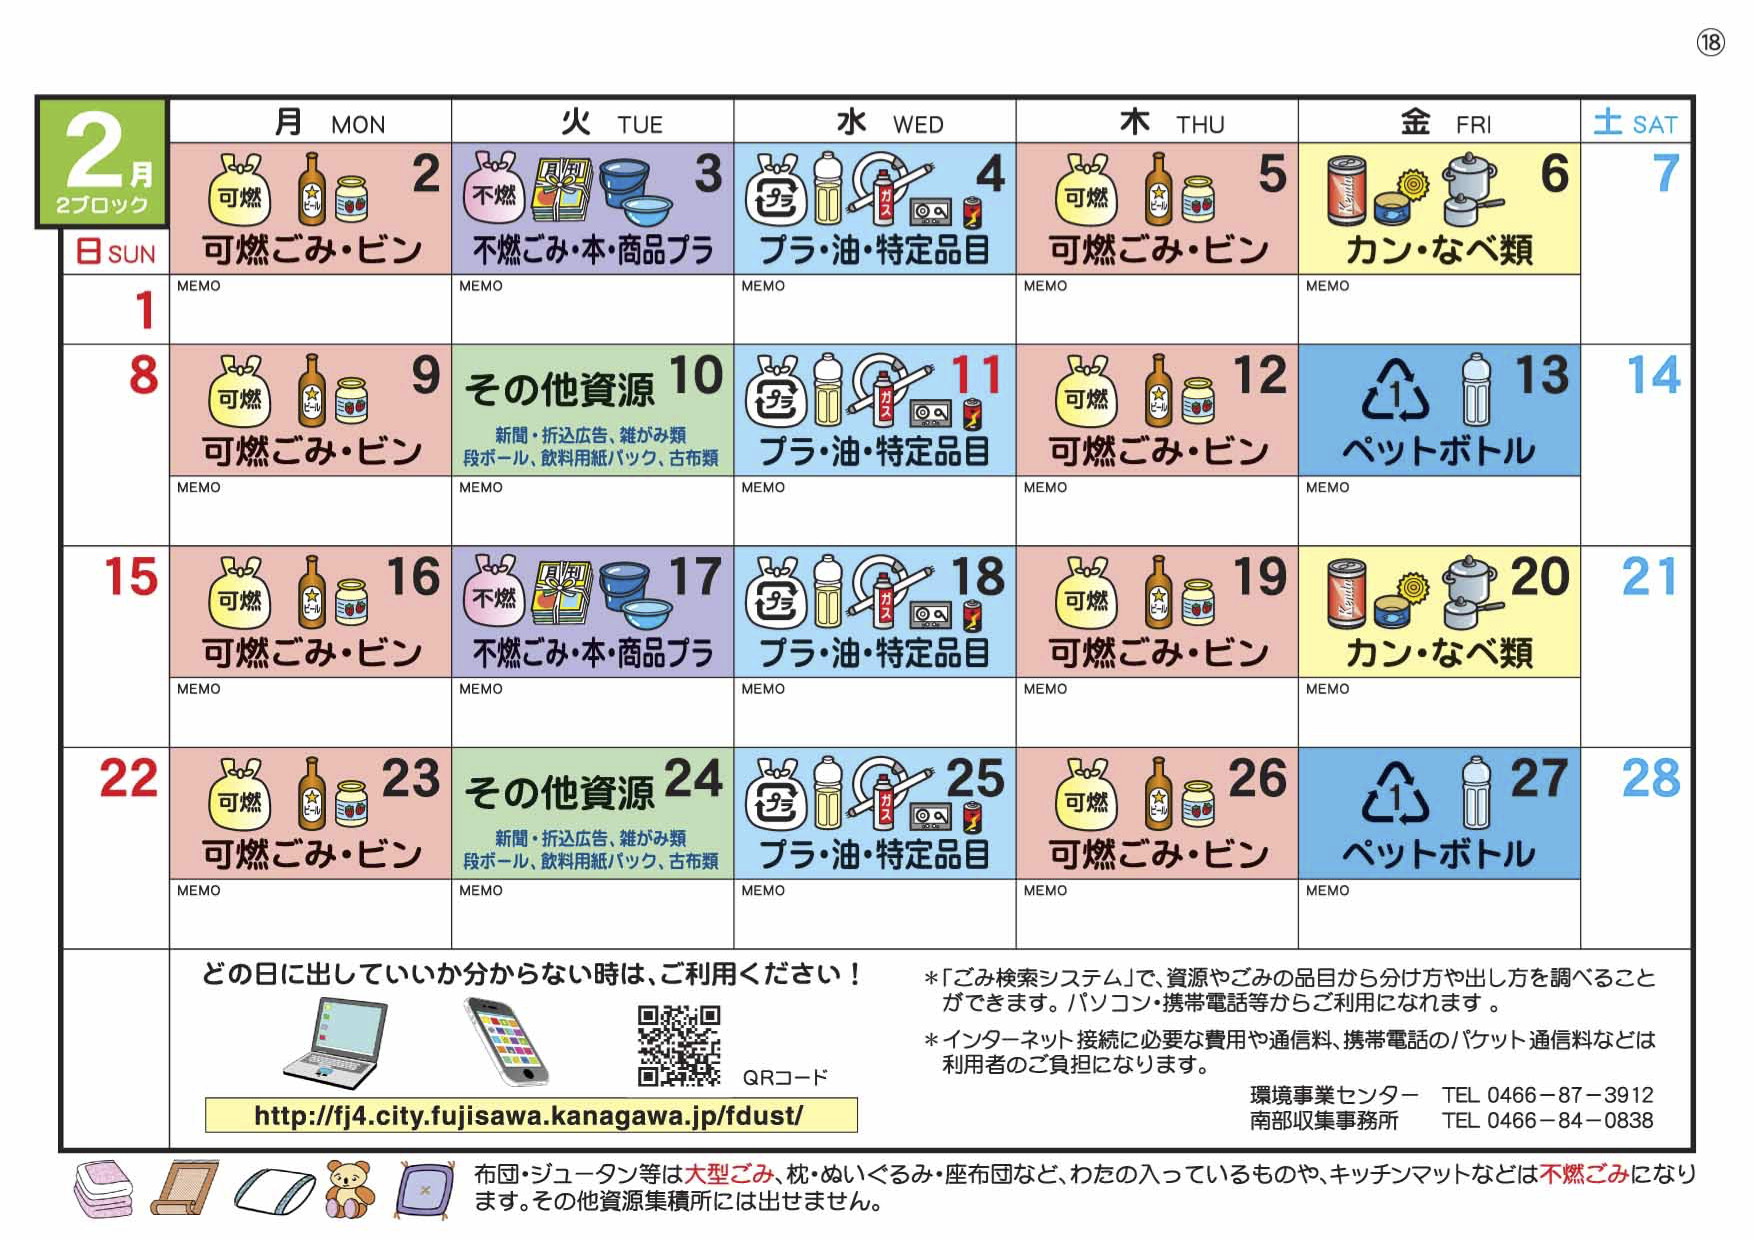 ⑱
2月
2ブロック
月 MON 火 TUE 水 WED 木 THU 金 FRI 土 SAT
日 SUN
1
可燃 ビール 2
可燃ごみ・ビン
MEMO
不燃 月刊 3
不燃ごみ・本・商品プラ
MEMO
プラ ガス 4
プラ・油・特定品目
MEMO
可燃 ビール 5
可燃ごみ・ビン
MEMO
6
カン・なべ類
MEMO
7
8
可燃 ビール 9
可燃ごみ・ビン
MEMO
その他資源 10
新聞・折込広告、雑がみ類
段ボール、飲料用紙パック、古布類
MEMO
プラ ガス 11
プラ・油・特定品目
MEMO
可燃 ビール 12
可燃ごみ・ビン
MEMO
1 13
ペットボトル
MEMO
14
15
可燃 ビール 16
可燃ごみ・ビン
MEMO
不燃 月刊 17
不燃ごみ・本・商品プラ
MEMO
プラ ガス 18
プラ・油・特定品目
MEMO
可燃 ビール 19
可燃ごみ・ビン
MEMO
20
カン・なべ類
MEMO
21
22
可燃 ビール 23
可燃ごみ・ビン
MEMO
その他資源 24
新聞・折込広告、雑がみ類
段ボール、飲料用紙パック、古布類
MEMO
プラ ガス 25
プラ・油・特定品目
MEMO
可燃 ビール 26
可燃ごみ・ビン
MEMO
1 27
ペットボトル
MEMO
28
どの日に出していいか分からない時は、ご利用ください！
QRコード
http://fj4.city.fujisawa.kanagawa.jp/fdust/
＊「ごみ検索システム」で、資源やごみの品目から分け方や出し方を調べること
ができます。パソコン・携帯電話等からご利用になれます 。
＊インターネット接続に必要な費用や通信料、携帯電話のパケット通信料などは
利用者のご負担になります。
環境事業センター TEL 0466－87－3912
南部収集事務所 TEL 0466－84－0838
布団・ジュータン等は大型ごみ、枕・ぬいぐるみ・座布団など、わたの入っているものや、キッチンマットなどは不燃ごみになり
ます。その他資源集積所には出せません。